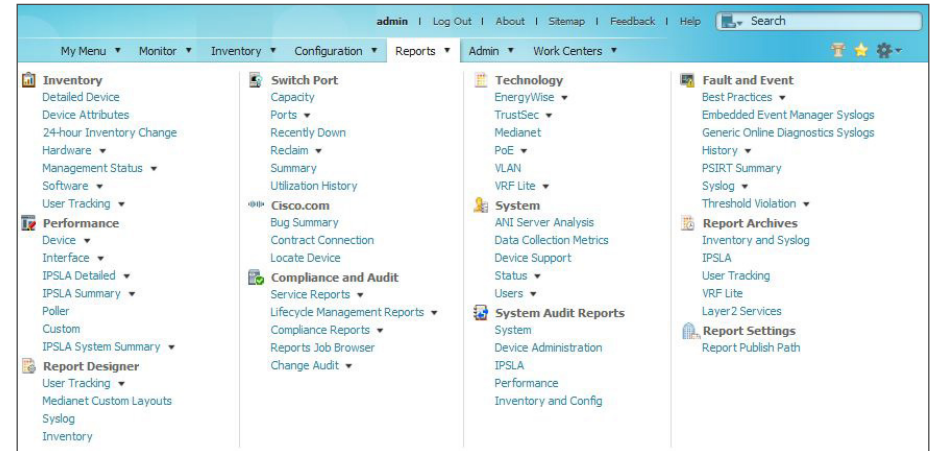 admin | Log Out | About | Sitemap | Feedback | Help Search
My Menu Monitor Inventory Configuration Reports Admin Work Centers
Inventory
Detailed Device
Device Attributes
24-hour Inventory Change
Hardware
Management Status
Software
User Tracking
Performance
Device
Interface
IPSLA Detailed
IPSLA Summary
Poller
Custom
IPSLA System Summary
Report Designer
User Tracking
Medianet Custom Layouts
Syslog
Inventory
Switch Port
Capacity
Ports
Recently Down
Reclaim
Summary
Utilization History
Cisco.com
Bug Summary
Contract Connection
Locate Device
Compliance and Audit
Service Reports
Lifecycle Management Reports
Compliance Reports
Reports Job Browser
Change Audit
Technology
EnergyWise
TrustSec
Medianet
PoE
VLAN
VRF Lite
System
ANI Server Analysis
Data Collection Metrics
Device Support
Status
Users
System Audit Reports
System
Device Administration
IPSLA
Performance
Inventory and Config
Fault and Event
Best Practices
Embedded Event Manager Syslogs
Generic Online Diagnostics Syslogs
History
PSIRT Summary
Syslog
Threshold Violation
Report Archives
Inventory and Syslog
IPSLA
User Tracking
VRF Lite
Layer2 Services
Report Settings
Report Publish Path